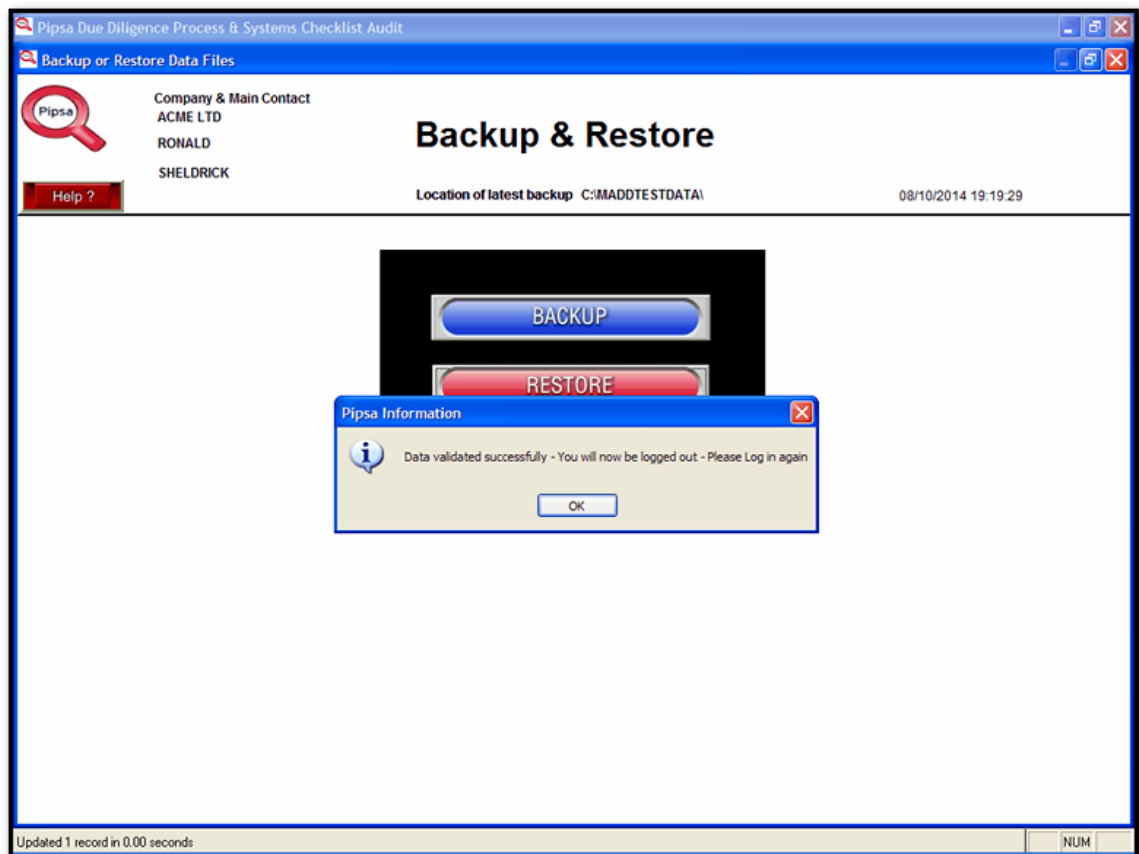 Pipsa Due Diligence Process & Systems Checklist Audit
Backup or Restore Data Files
Pipsa
Company & Main Contact
ACME LTD
RONALD
SHELDRICK
Backup & Restore
Help ?
Location of latest backup C:\MADDTESTDATA\ 08/10/2014 19:19:29
BACKUP
RESTORE
Pipsa Information
Data validated successfully - You will now be logged out - Please Log in again
OK
Updated 1 record in 0.00 seconds NUM